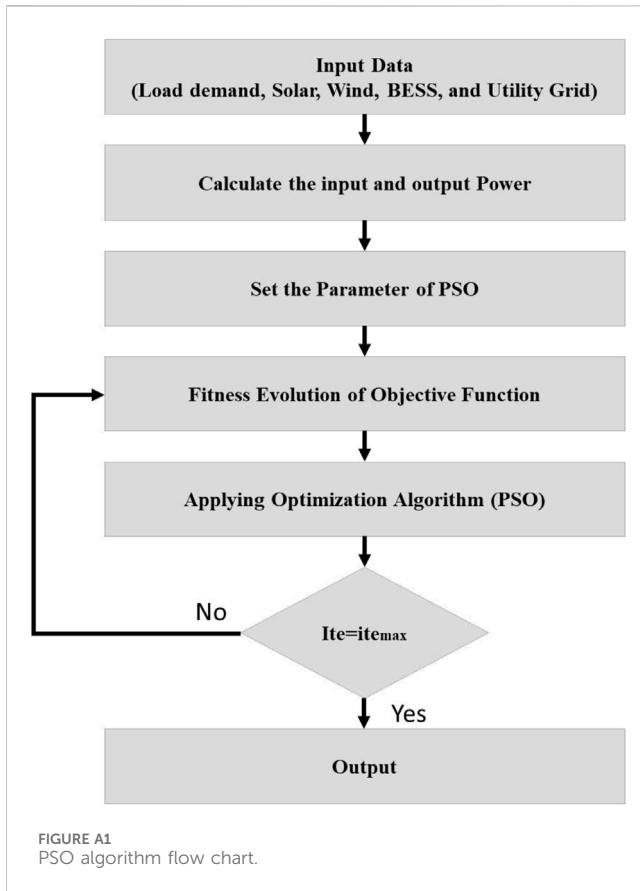 Input Data
(Load demand, Solar, Wind, BESS, and Utility Grid)
Calculate the input and output Power
Set the Parameter of PSO
Fitness Evolution of Objective Function
Applying Optimization Algorithm (PSO)
No
Ite=itemax
Yes
Output
FIGURE A1
PSO algorithm flow chart.